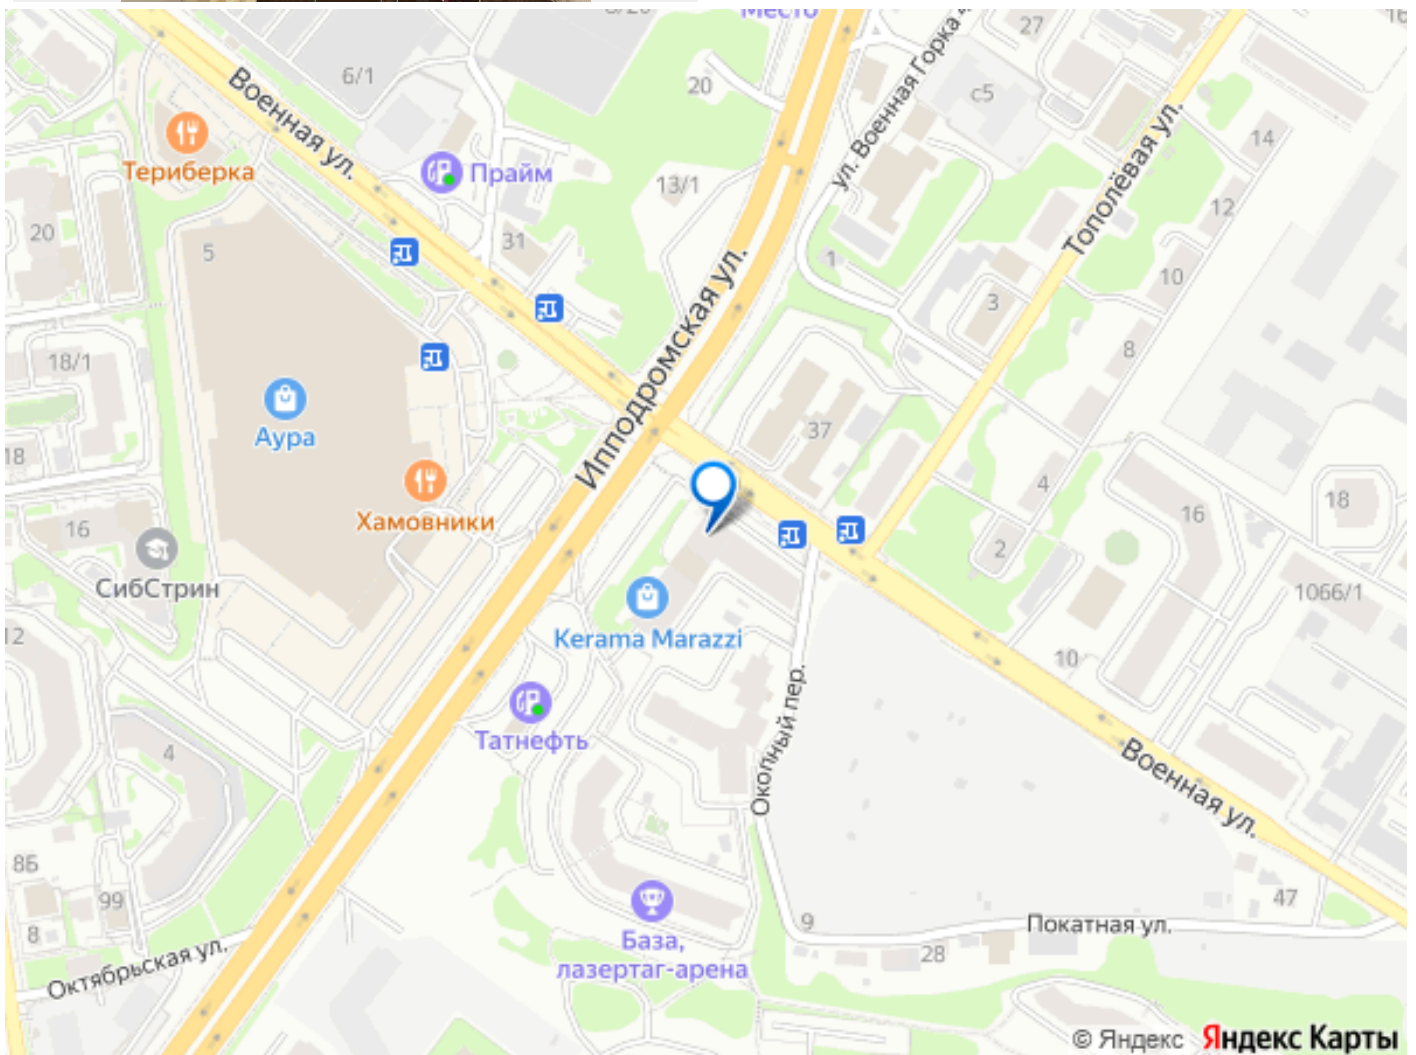 Место
6/1
Военная ул.
20
27
с5
ул. Военная Горка
Тополёвая ул.
14
Териберка
Прайм
13/1
12
20
5
31
1
10
3
Ипподромская ул.
18/1
8
Аура
37
18
4
Хамовники
16
18
16
2
СибСтрин
1066/1
Kerama Marazzi
12
10
Татнефть
4
Окопный пер.
Военная ул.
8Б
99
47
8
9
Покатная ул.
База,
лазертаг-арена
28
Октябрьская ул.
© Яндекс Яндекс Карты